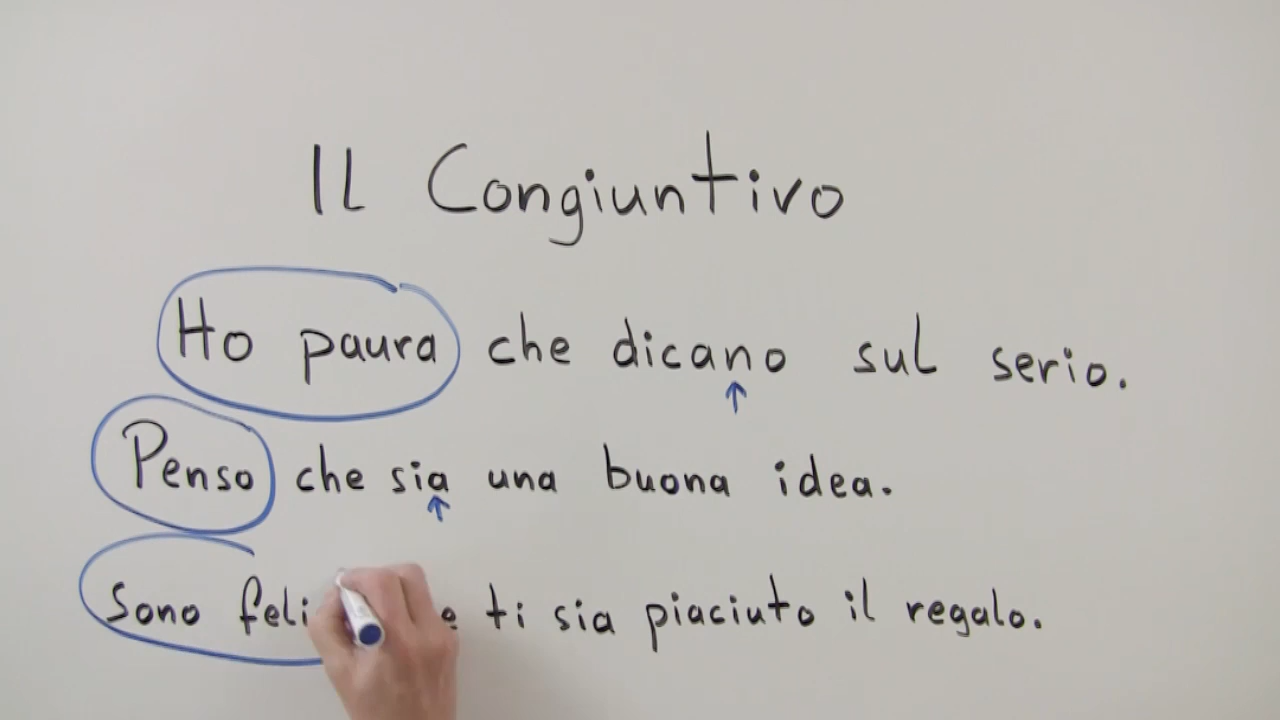 Il Congiuntivo
Ho paura che dicano sul serio.
Penso che sia una buona idea.
Sono ti sia piaciuto il regalo.